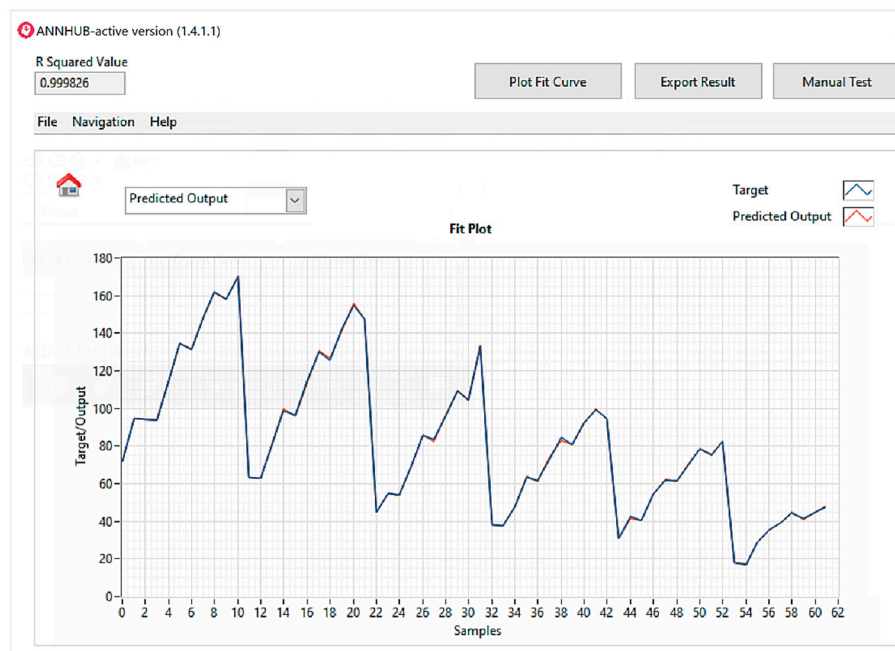 ANNHUB-active version (1.4.1.1)
R Squared Value
0.999826
Plot Fit Curve
Export Result
Manual Test
File Navigation Help
Predicted Output
Target
Predicted Output
Fit Plot
180
160
140
120
100
80
60
40
20
0
Target/Output
0 2 4 6 8 10 12 14 16 18 20 22 24 26 28 30 32 34 36 38 40 42 44 46 48 50 52 54 56 58 60 62
Samples